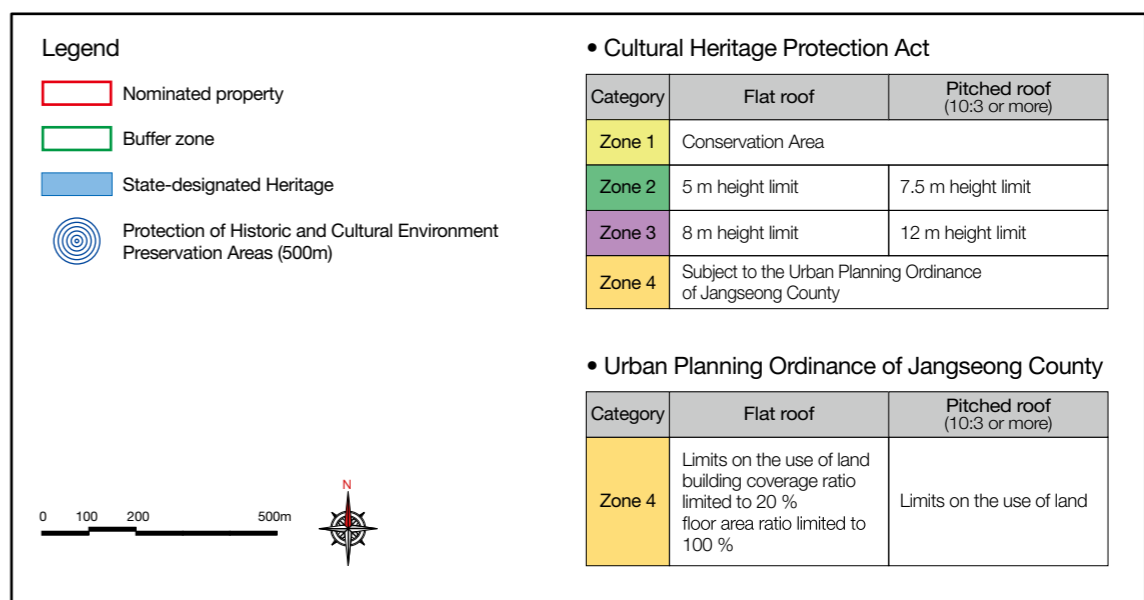 Legend
Nominated property
Buffer zone
State-designated Heritage
Protection of Historic and Cultural Environment
Preservation Areas (500m)
0 100 200 500m
N
• Cultural Heritage Protection Act
Category Flat roof Pitched roof
(10:3 or more)
Zone 1 Conservation Area
Zone 2 5 m height limit 7.5 m height limit
Zone 3 8 m height limit 12 m height limit
Zone 4 Subject to the Urban Planning Ordinance
of Jangseong County
• Urban Planning Ordinance of Jangseong County
Category Flat roof Pitched roof
(10:3 or more)
Zone 4 Limits on the use of land
building coverage ratio
limited to 20 %
floor area ratio limited to
100 %
Limits on the use of land